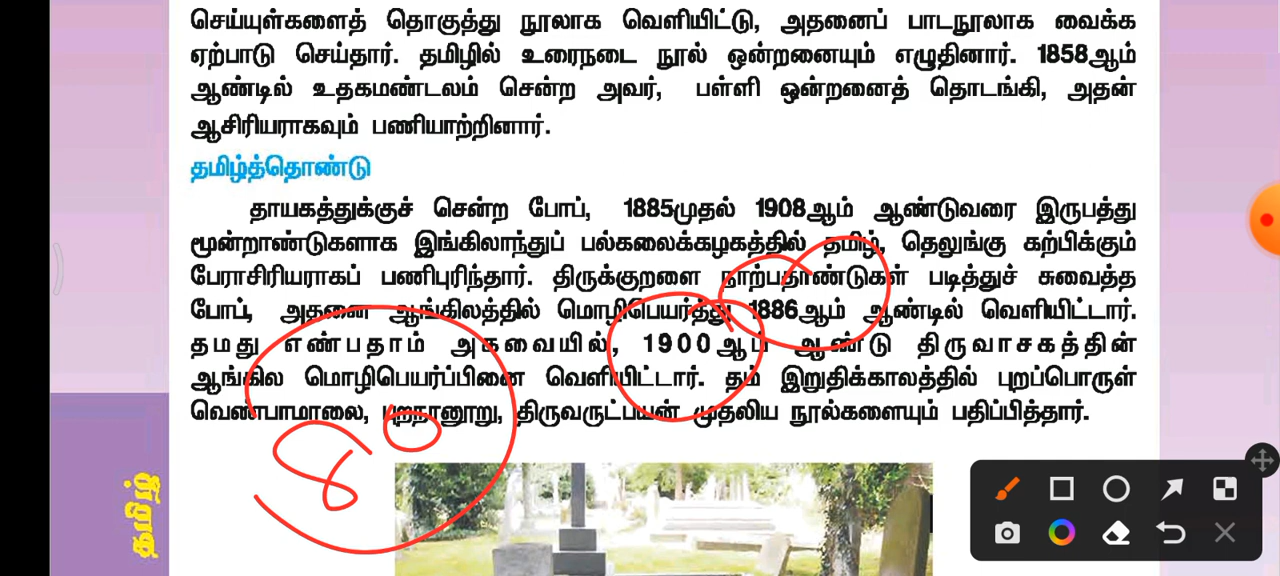 செய்யுள்களைத் தொகுத்து நூலாக வெளியிட்டு, அதனைப் பாடநூலாக வைக்க
ஏற்பாடு செய்தார். தமிழில் உரைநடை நூல் ஒன்றனையும் எழுதினார். 1858ஆம்
ஆண்டில் உதகமண்டலம் சென்ற அவர், பள்ளி ஒன்றனைத் தொடங்கி, அதன்
ஆசிரியராகவும் பணியாற்றினார்.
தமிழ்த்தொண்டு
தாயகத்துக்குச் சென்ற போப், 1885முதல் 1908ஆம் ஆண்டுவரை இருபத்து
மூன்றாண்டுகளாக இங்கிலாந்துப் பல்கலைக்கழகத்தில் தமிழ், தெலுங்கு கற்பிக்கும்
பேராசிரியராகப் பணிபுரிந்தார். திருக்குறளை நாற்பதாண்டுகள் படித்துச் சுவைத்த
போப், அதனை ஆங்கிலத்தில் மொழிபெயர்த்து 1886ஆம் ஆண்டில் வெளியிட்டார்.
தமது எண்பதாம் அகவையில், 1900ஆம் ஆண்டு திருவாசகத்தின்
ஆங்கில மொழிபெயர்ப்பினை வெளியிட்டார். தம் இறுதிக்காலத்தில் புறப்பொருள்
வெண்பாமாலை, புறநானூறு, திருவருட்பயன் முதலிய நூல்களையும் பதிப்பித்தார்.
80
தமிழ்